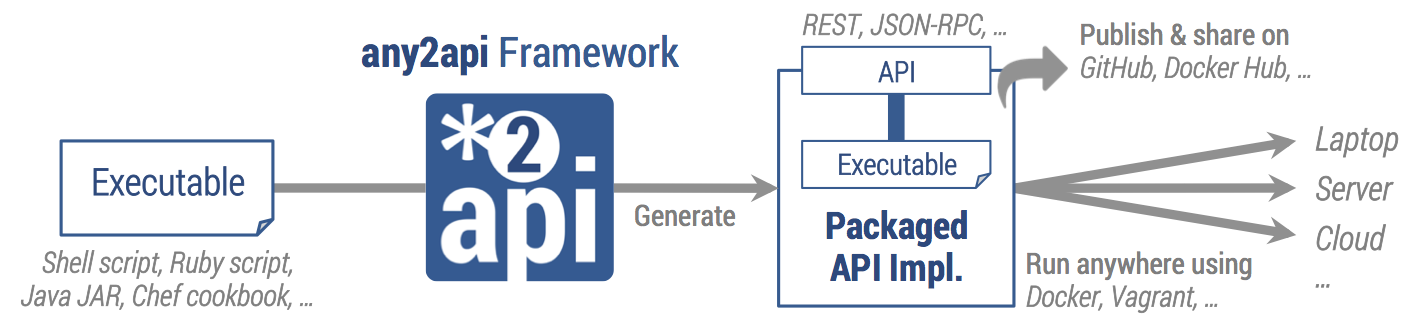 any2api Framework
Executable
Shell script, Ruby script,
Java JAR, Chef cookbook, ...
*2
api
Generate
REST, JSON-RPC, ...
API
Executable
Packaged
API Impl.
Publish & share on
GitHub, Docker Hub, ...
Run anywhere using
Docker, Vagrant, ...
Laptop
Server
Cloud
...